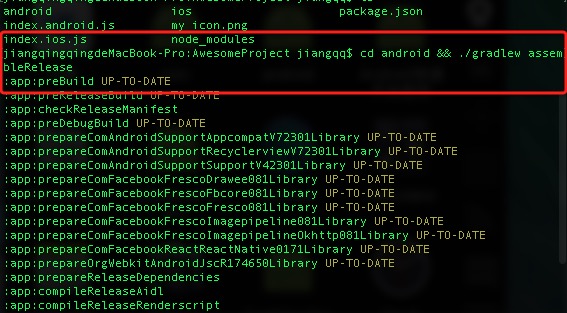 android ios package.json
index.android.js my icon.png
index.ios.js node_modules
jiangqingqingdeMacBook-Pro:AwesomeProject jiangqq$ cd android && ./gradlew assem
bleRelease
:app:preBuild UP-TO-DATE
:app:preReleaseBuild UP-TO-DATE
:app:checkReleaseManifest
:app:preDebugBuild UP-TO-DATE
:app:prepareComAndroidSupportAppcompatV72301Library UP-TO-DATE
:app:prepareComAndroidSupportRecyclerviewV72301Library UP-TO-DATE
:app:prepareComAndroidSupportSupportV42301Library UP-TO-DATE
:app:prepareComFacebookFrescoDrawee081Library UP-TO-DATE
:app:prepareComFacebookFrescoFbcore081Library UP-TO-DATE
:app:prepareComFacebookFrescoFresco081Library UP-TO-DATE
:app:prepareComFacebookFrescoImagepipeline081Library UP-TO-DATE
:app:prepareComFacebookFrescoImagepipelineOkhttp081Library UP-TO-DATE
:app:prepareComFacebookReactReactNative0171Library UP-TO-DATE
:app:prepareOrgWebkitAndroidJscR174650Library UP-TO-DATE
:app:prepareReleaseDependencies
:app:compileReleaseAidl
:app:compileReleaseRenderscript